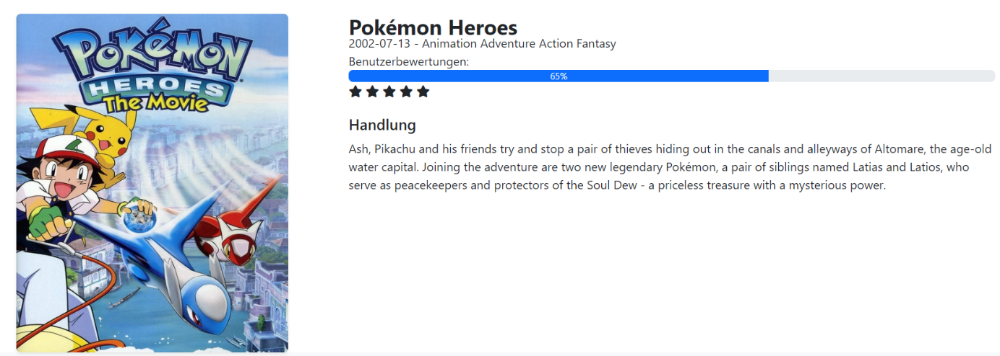 POKéMON
HEROES
The Movie
Pokémon Heroes
2002-07-13 - Animation Adventure Action Fantasy
Benutzerbewertungen:
65%
Handlung
Ash, Pikachu and his friends try and stop a pair of thieves hiding out in the canals and alleyways of Altomare, the age-old
water capital. Joining the adventure are two new legendary Pokémon, a pair of siblings named Latias and Latios, who
serve as peacekeepers and protectors of the Soul Dew - a priceless treasure with a mysterious power.